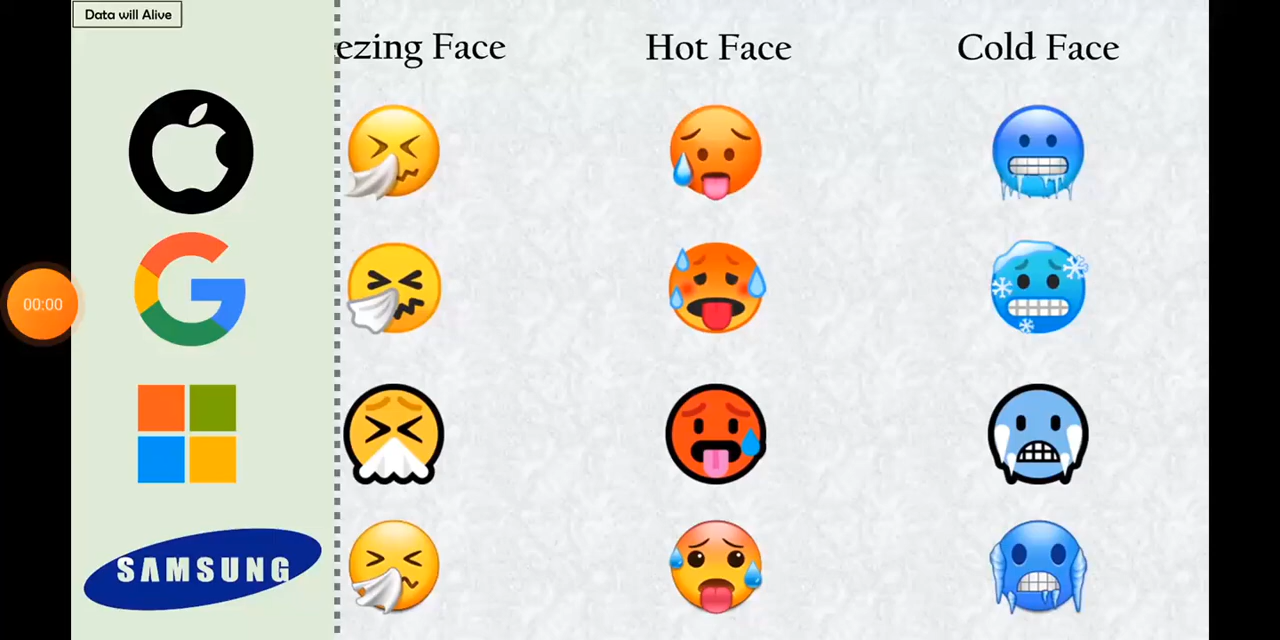 Data will Alive
ezing Face
Hot Face
Cold Face
00:00
SAMSUNG